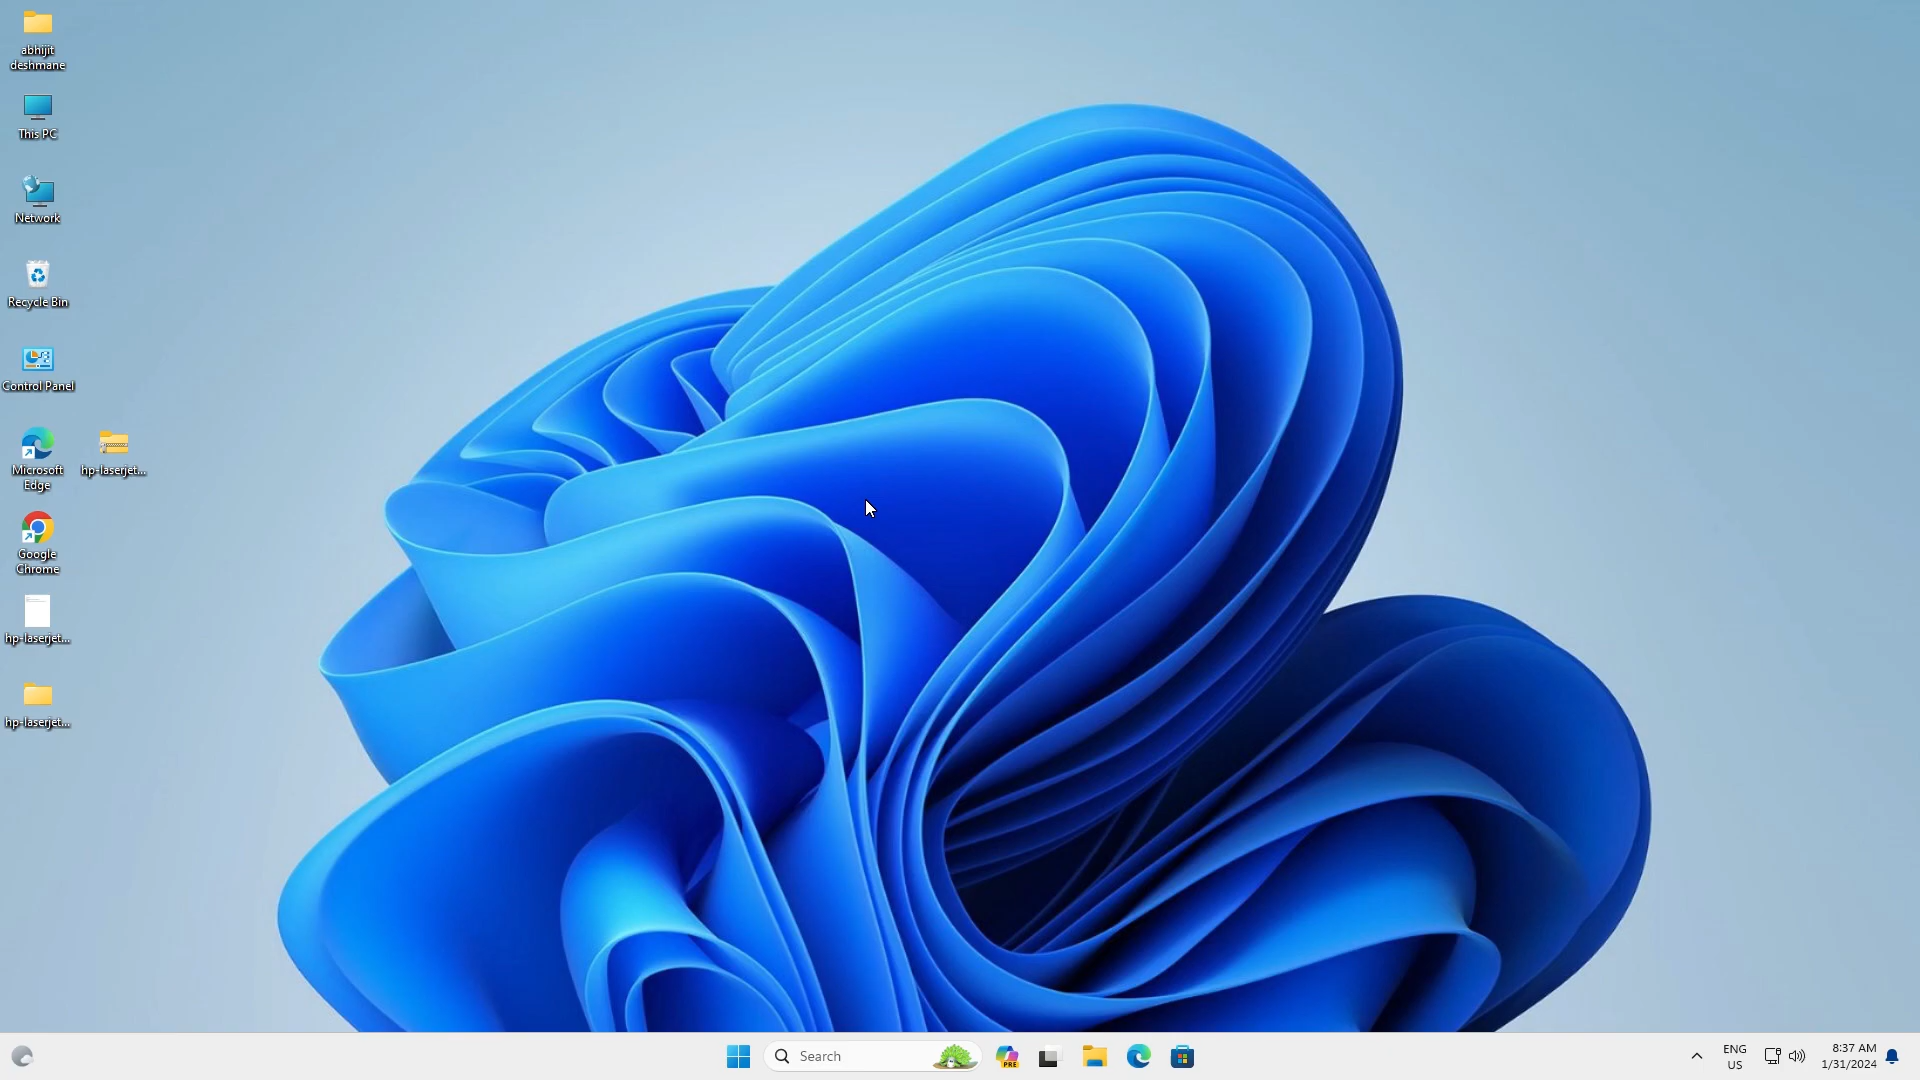 abhijit
deshmane
This PC
Network
Recycle Bin
Control Panel
Microsoft
Edge
hp-laserjet...
Google
Chrome
hp-laserjet...
hp-laserjet...
Search
PRE
ENG
US
8:37 AM
1/31/2024